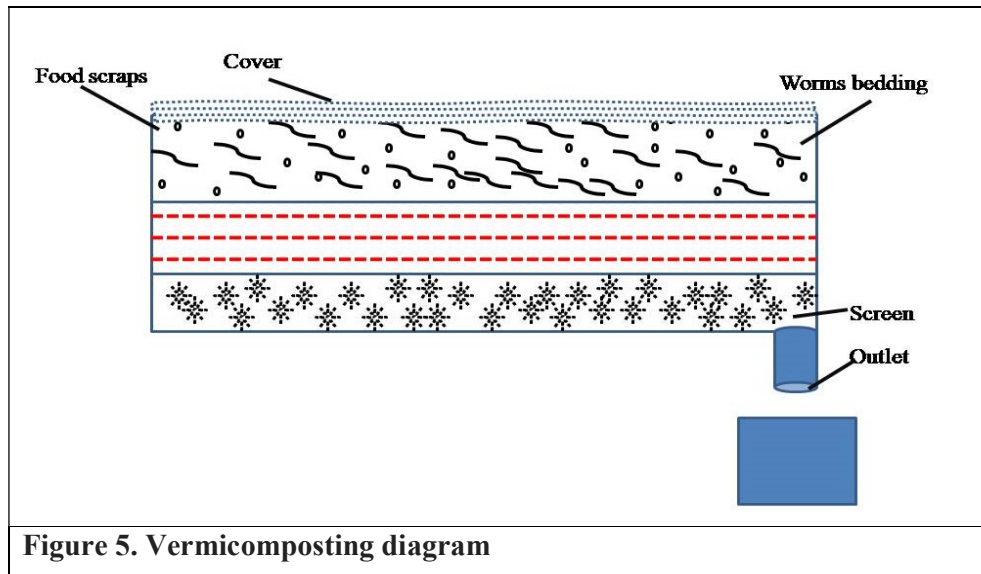 Cover
Food scraps
Worms bedding
Screen
Outlet
Figure 5. Vermicomposting diagram